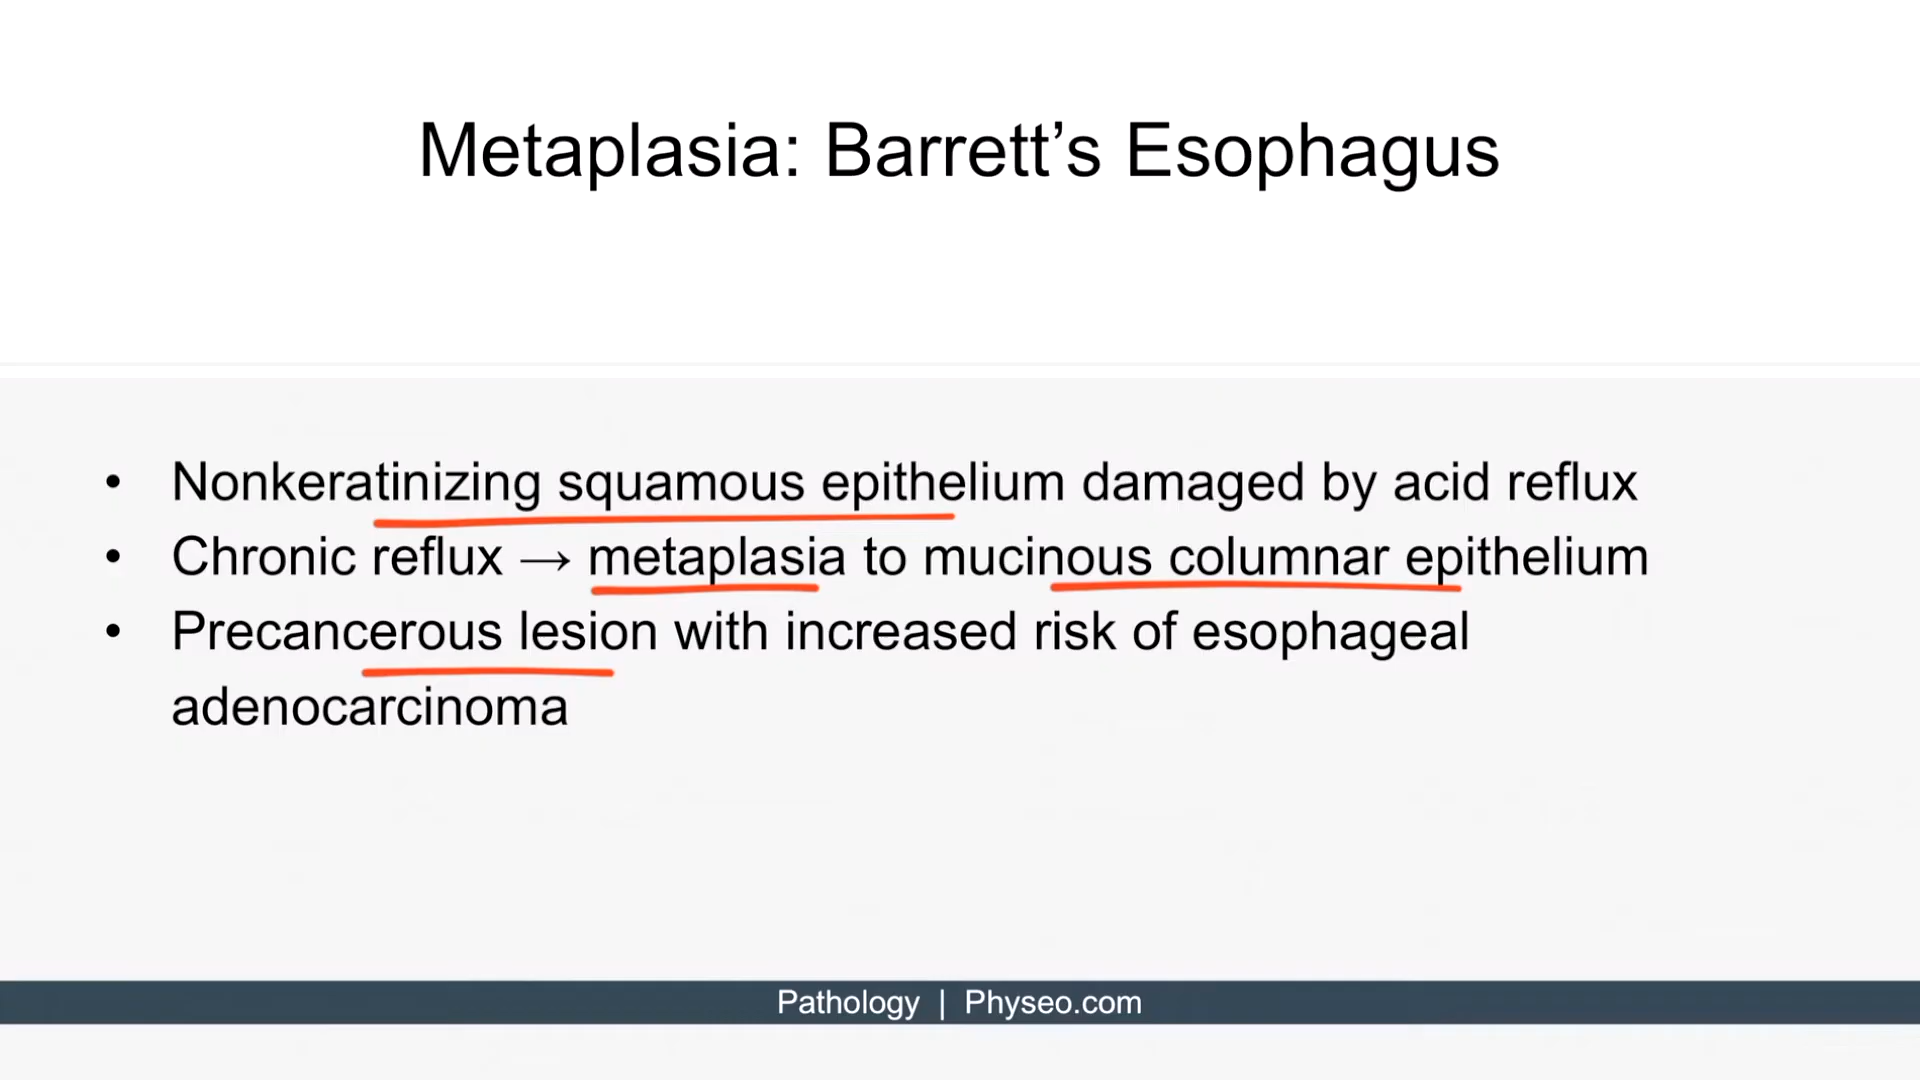 Metaplasia: Barrett’s Esophagus
• Nonkeratinizing squamous epithelium damaged by acid reflux
• Chronic reflux → metaplasia to mucinous columnar epithelium
• Precancerous lesion with increased risk of esophageal
adenocarcinoma
Pathology | Physeo.com